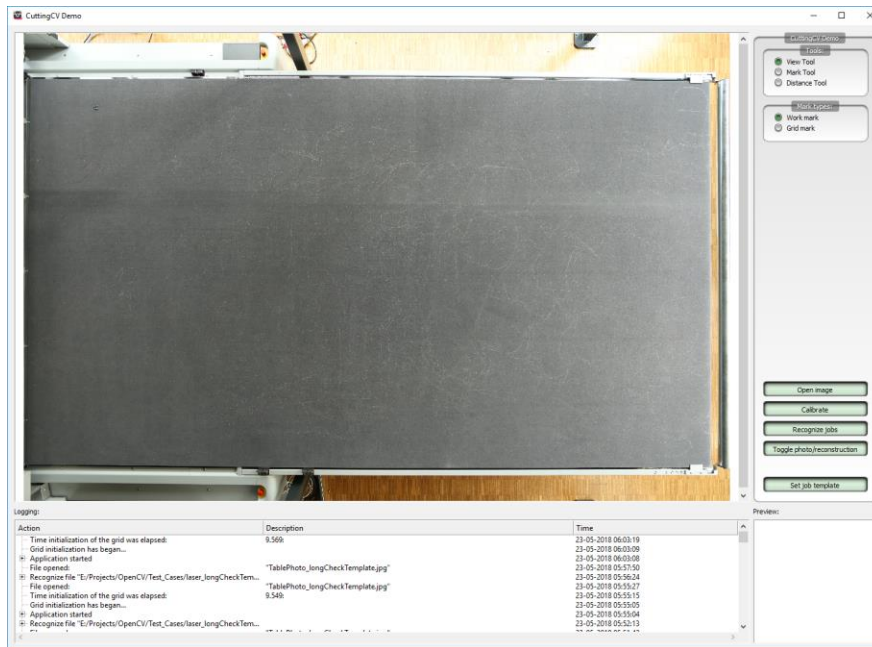 CuttingCV Demo
CuttingCV Demo
Tools:
View Tool
Mark Tool
Distance Tool
Mark types:
Work mark
Grid mark
Open image
Calibrate
Recognize jobs
Toggle photo/reconstruction
Set job template
Logging:
Preview:
Action Description Time
Time initialization of the grid was elapsed: 9.569: 23-05-2018 06:03:19
Grid initialization has began... 23-05-2018 06:03:09
Application started 23-05-2018 06:03:08
File opened: "TablePhoto_longCheckTemplate.jpg" 23-05-2018 05:57:50
Recognize file "E:/Projects/OpenCV/Test_Cases/laser_longCheckTem... 23-05-2018 05:56:24
File opened: "TablePhoto_longCheckTemplate.jpg" 23-05-2018 05:55:27
Time initialization of the grid was elapsed: 9.549: 23-05-2018 05:55:15
Grid initialization has began... 23-05-2018 05:55:05
Application started 23-05-2018 05:55:04
Recognize file "E:/Projects/OpenCV/Test_Cases/laser_longCheckTem... 23-05-2018 05:52:13